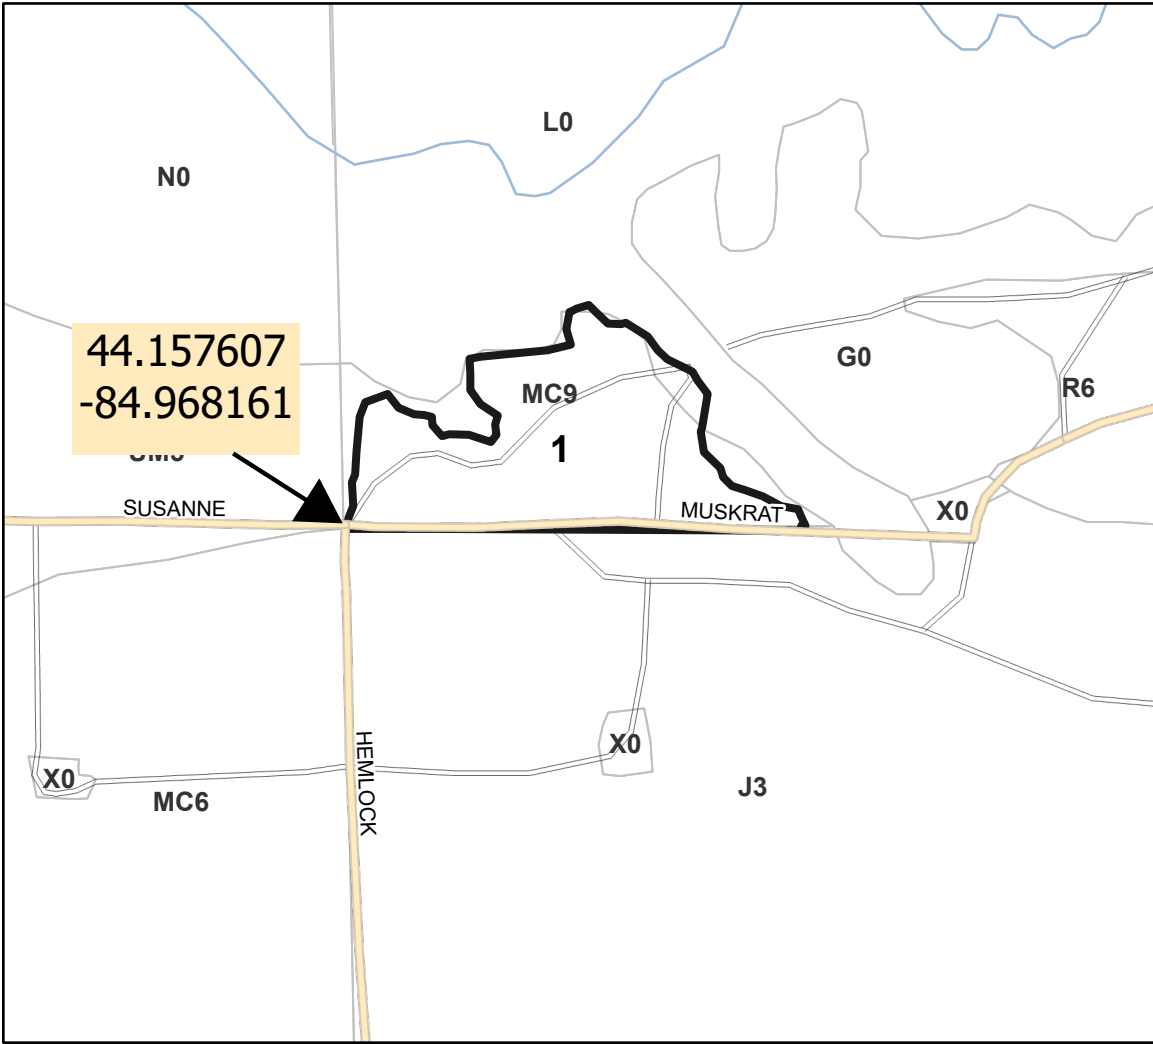 L0
N0
44.157607
-84.968161
G0
MC9
R6
1
SUSANNE
MUSKRAT
X0
HEMLOCK
X0
X0
MC6
J3